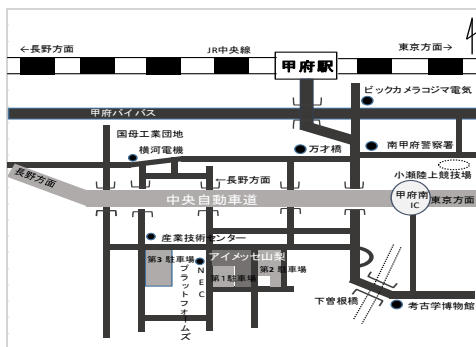 ←長野方面
JR中央線
東京方面→
甲府駅
ビックカメラコジマ電気
甲府バイパス
国母工業団地
横河電機
万才橋
南甲府警察署
小瀬陸上競技場
長野方面
←長野方面
中央自動車道
甲府南
IC
東京方面
産業技術センター
アイメッセ山梨
第3 駐車場
プラットフォームズ
NEC
第1 駐車場
第2 駐車場
下曽根橋
考古学博物館